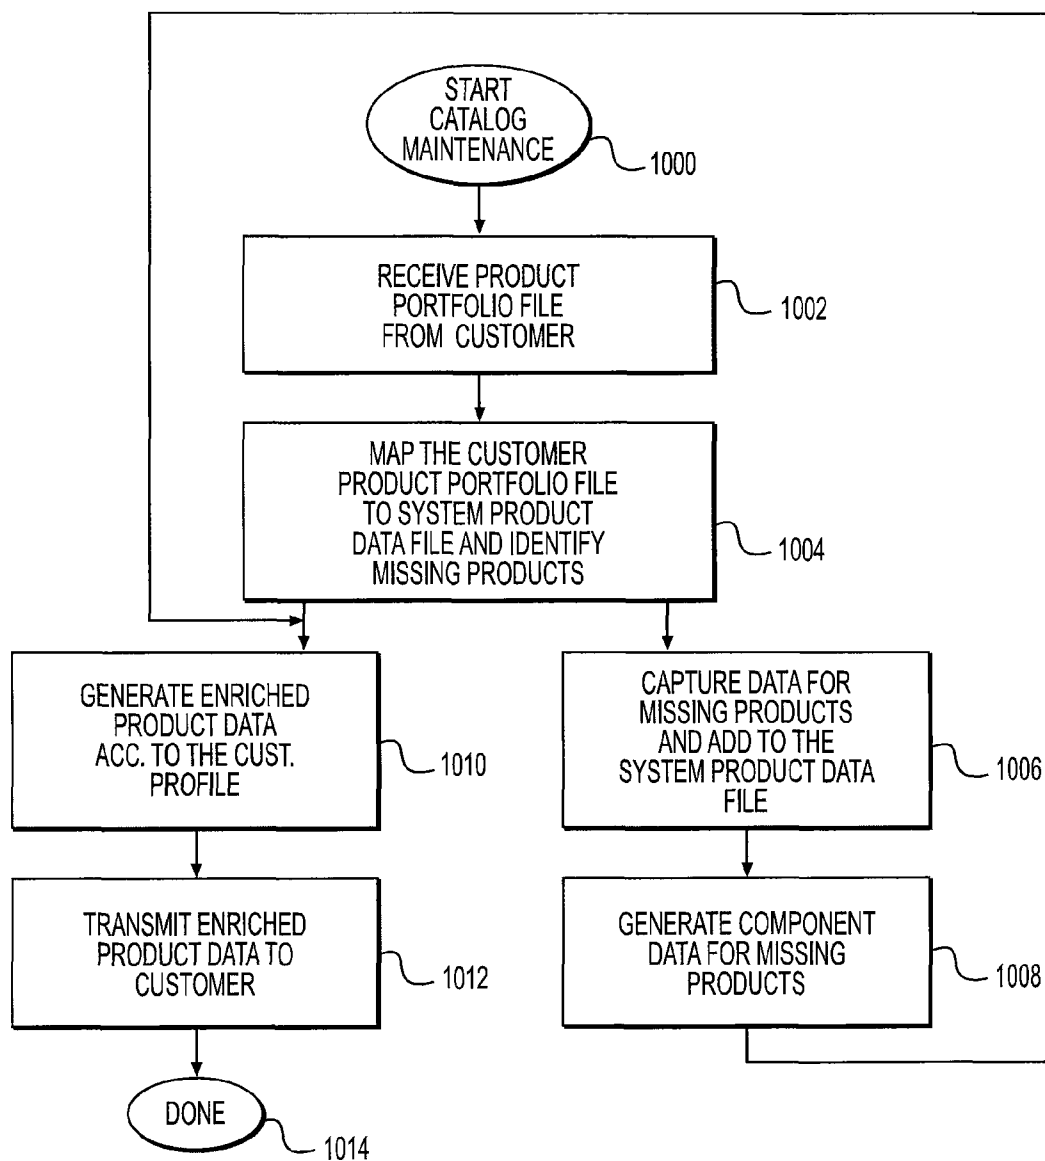 START
CATALOG
MAINTENANCE
1000
RECEIVE PRODUCT
PORTFOLIO FILE
FROM CUSTOMER
1002
MAP THE CUSTOMER
PRODUCT PORTFOLIO FILE
TO SYSTEM PRODUCT
DATA FILE AND IDENTIFY
MISSING PRODUCTS
1004
GENERATE ENRICHED
PRODUCT DATA
ACC. TO THE CUST.
PROFILE
1010
CAPTURE DATA FOR
MISSING PRODUCTS
AND ADD TO THE
SYSTEM PRODUCT DATA
FILE
1006
TRANSMIT ENRICHED
PRODUCT DATA TO
CUSTOMER
1012
GENERATE COMPONENT
DATA FOR MISSING
PRODUCTS
1008
DONE
1014